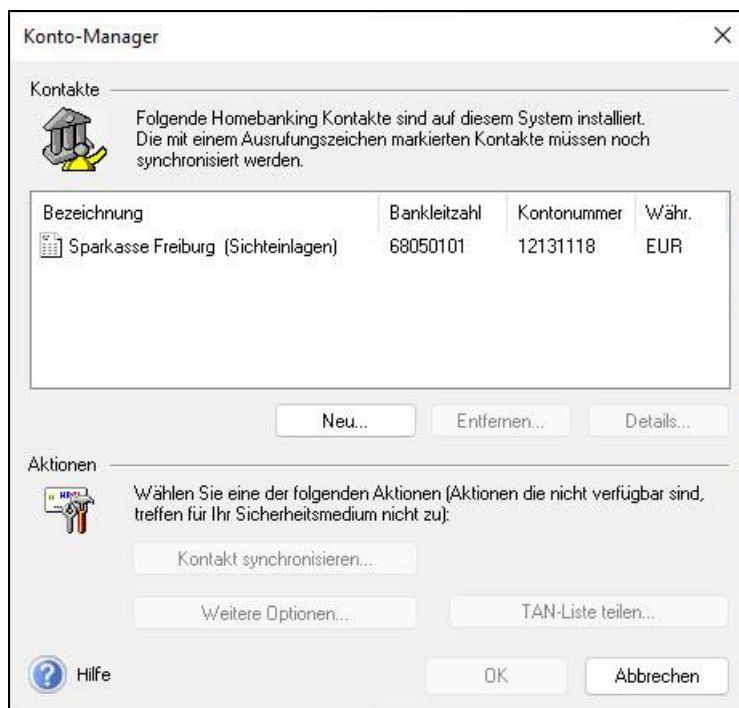 Konto-Manager
Kontakte
Folgende Homebanking Kontakte sind auf diesem System installiert.
Die mit einem Ausrufungszeichen markierten Kontakte müssen noch
synchronisiert werden.
Bezeichnung Bankleitzahl Kontonummer Währ.
Sparkasse Freiburg (Sichteinlagen) 68050101 12131118 EUR
Neu... Entfernen... Details...
Aktionen
Wählen Sie eine der folgenden Aktionen (Aktionen die nicht verfügbar sind,
treffen für Ihr Sicherheitsmedium nicht zu):
Kontakt synchronisieren...
Weitere Optionen... TAN-Liste teilen...
Hilfe OK Abbrechen